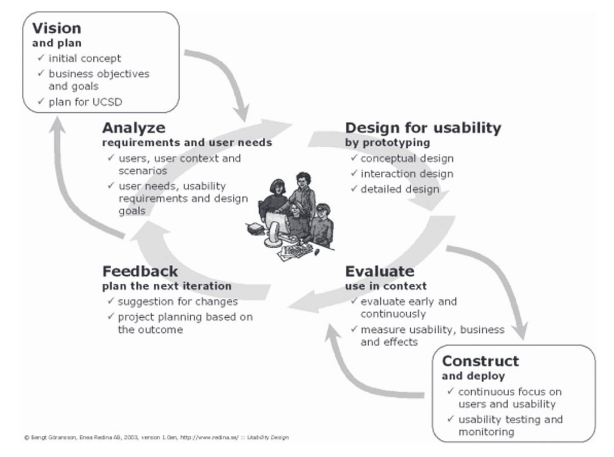 Vision
and plan
✓ initial concept
✓ business objectives
and goals
✓ plan for UCSD
Analyze
requirements and user needs
✓ users, user context and
scenarios
✓ user needs, usability
requirements and design
goals
Design for usability
by prototyping
✓ conceptual design
✓ interaction design
✓ detailed design
Feedback
plan the next iteration
✓ suggestion for changes
✓ project planning based on
the outcome
Evaluate
use in context
✓ evaluate early and
continuously
✓ measure usability, business
and effects
Construct
and deploy
✓ continuous focus on
users and usability
✓ usability testing and
monitoring
© Bengt Göransson, Enea Redina AB, 2003, version 1.0en, http://www.redina.se/ :: Usability Design